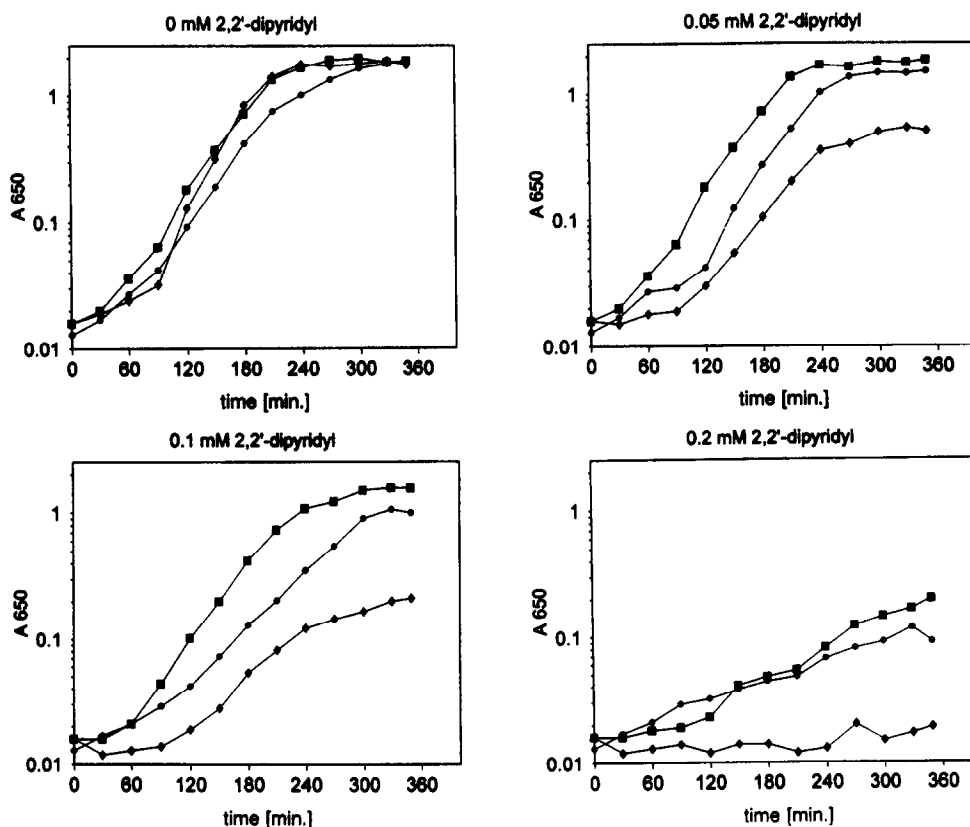 0 mM 2,2'-dipyridyl
A 650
1
0.1
0.01
0 60 120 180 240 300 360
time [min.]
0.05 mM 2,2'-dipyridyl
A 650
1
0.1
0.01
0 60 120 180 240 300 360
time [min.]
0.1 mM 2,2'-dipyridyl
A 650
1
0.1
0.01
0 60 120 180 240 300 360
time [min.]
0.2 mM 2,2'-dipyridyl
A 650
1
0.1
0.01
0 60 120 180 240 300 360
time [min.]